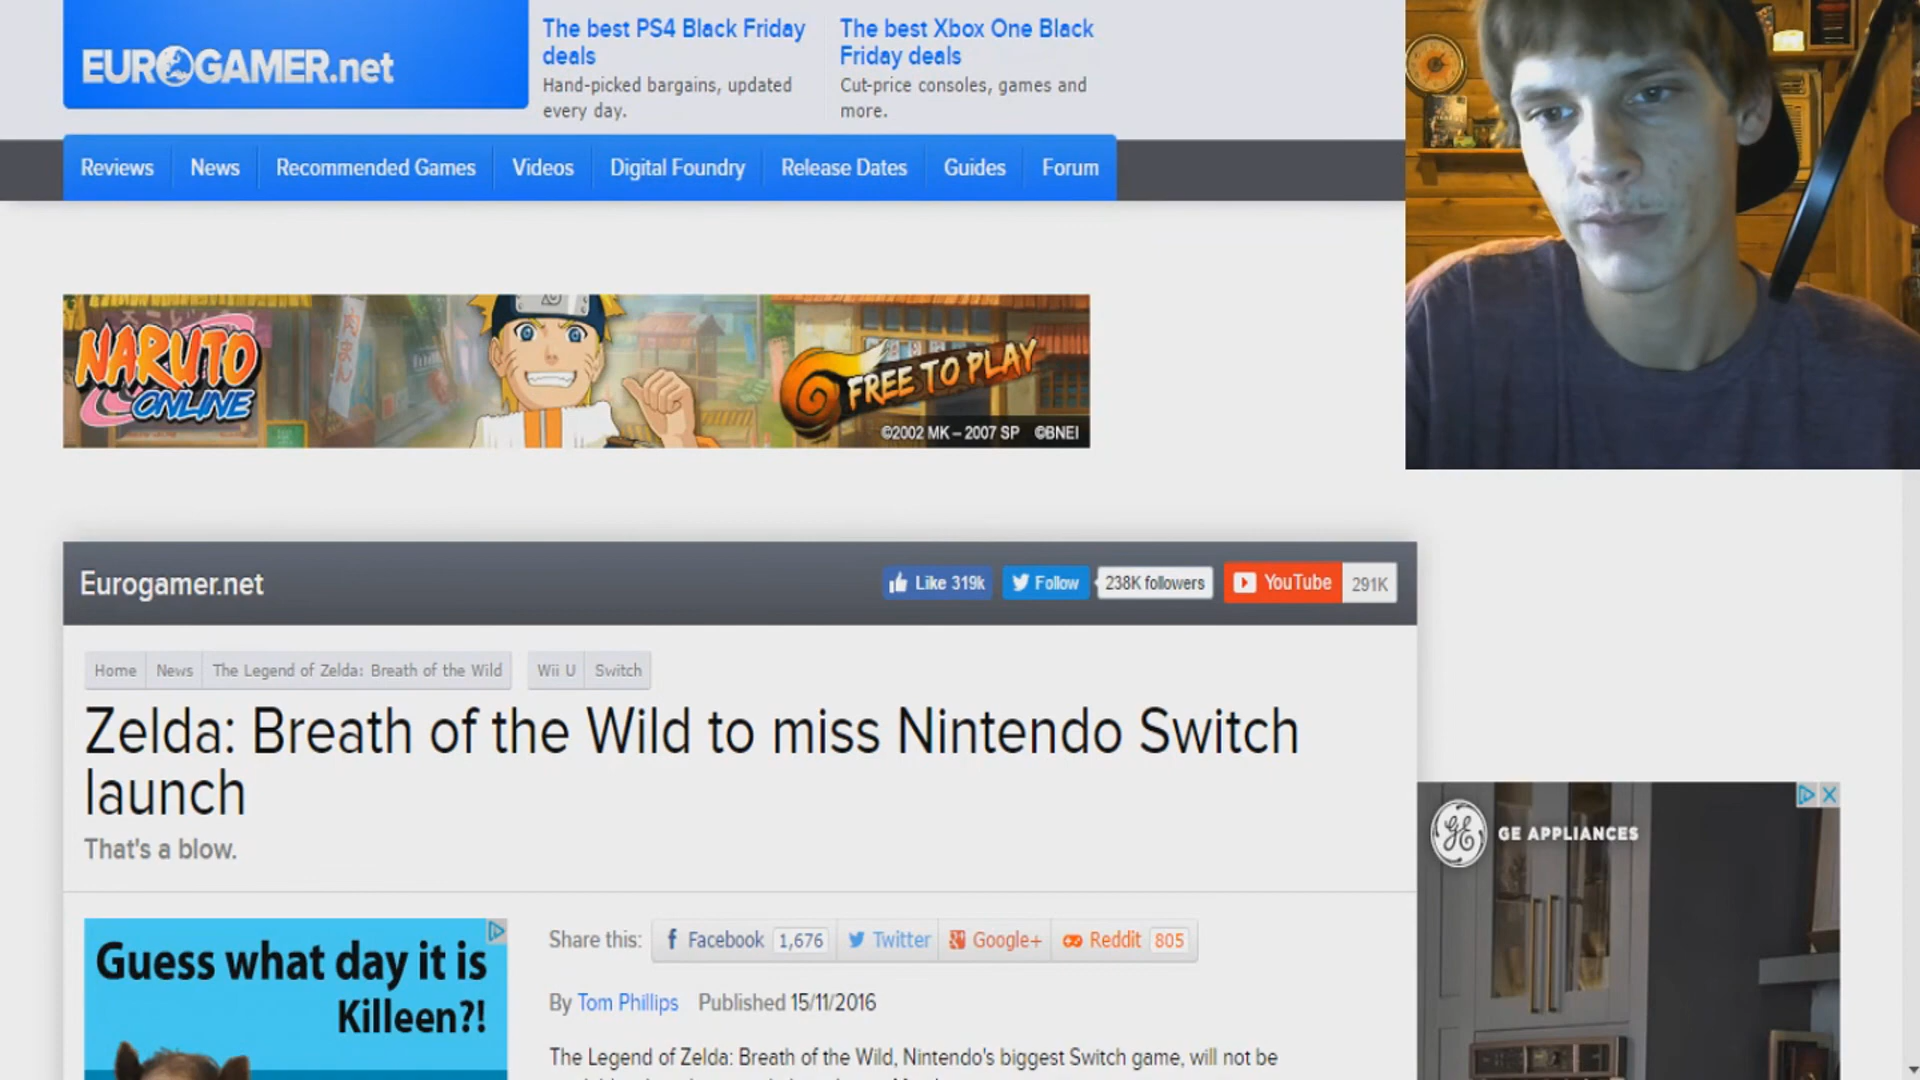 EUROGAMER.net
The best PS4 Black Friday
deals
Hand-picked bargains, updated
every day.
The best Xbox One Black
Friday deals
Cut-price consoles, games and
more.
Reviews
News
Recommended Games
Videos
Digital Foundry
Release Dates
Guides
Forum
NARUTO
ONLINE
肉まん
FREE TO PLAY
©2002 MK – 2007 SP ©BNEI
Eurogamer.net
Like 319k
Follow
238K followers
YouTube
291K
Home
News
The Legend of Zelda: Breath of the Wild
Wii U
Switch
Zelda: Breath of the Wild to miss Nintendo Switch
launch
That's a blow.
GE
GE APPLIANCES
Guess what day it is
Killeen?!
Share this:
Facebook 1,676
Twitter
Google+
Reddit 805
By Tom Phillips Published 15/11/2016
The Legend of Zelda: Breath of the Wild, Nintendo's biggest Switch game, will not be